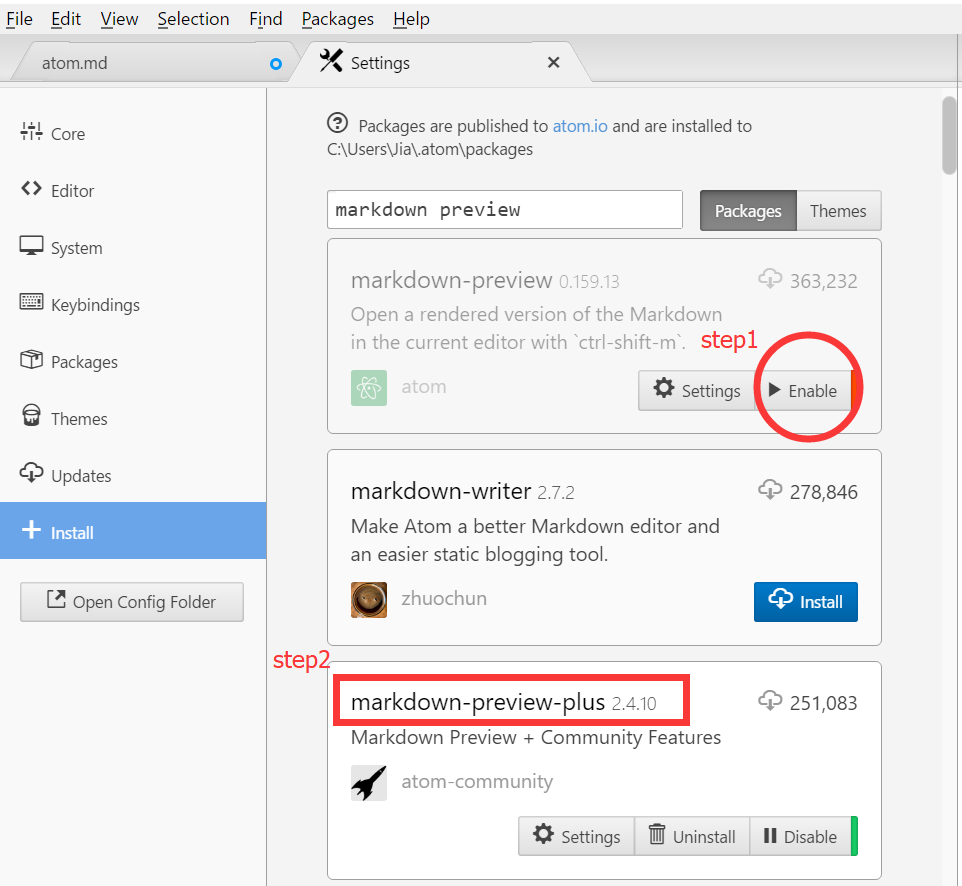 File Edit View Selection Find Packages Help
atom.md
Settings
Core
Editor
System
Keybindings
Packages
Themes
Updates
Install
Open Config Folder
Packages are published to atom.io and are installed to
C:\Users\Jia\.atom\packages
markdown preview
Packages Themes
markdown-preview 0.159.13 363,232
Open a rendered version of the Markdown
in the current editor with `ctrl-shift-m`.
step1
atom
Settings Enable
markdown-writer 2.7.2 278,846
Make Atom a better Markdown editor and
an easier static blogging tool.
zhuochun
Install
step2
markdown-preview-plus 2.4.10 251,083
Markdown Preview + Community Features
atom-community
Settings Uninstall Disable